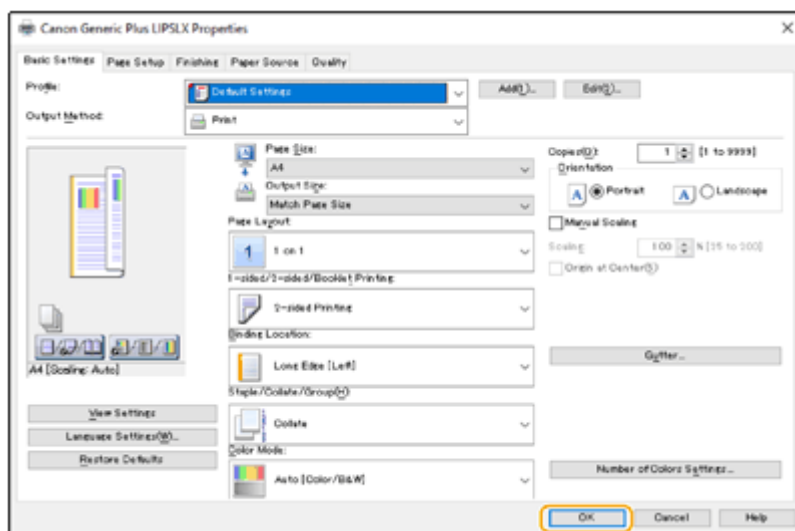 Canon Generic Plus LIPSLX Properties
Basic Settings Page Setup Finishing Paper Source Quality
Profile: Default Settings Add(1)... Edit(2)...
Output Method: Print
Page Size:
A4
Output Size:
Match Page Size
Copies(Q): 1 [1 to 9999]
Orientation
A Portrait A Landscape
Page Layout:
1 1 on 1
Manual Scaling
Scaling: 100 % [25 to 200]
Origin at Center(5)
1-sided/2-sided/Booklet Printing:
2-sided Printing
Binding Location:
Long Edge [Left]
Gutter...
A4 [Scaling: Auto]
Staple/Collate/Group(H)
Collate
View Settings
Language Settings(W)...
Restore Defaults
Color Mode:
Auto [Color/B&W]
Number of Colors Settings...
OK Cancel Help